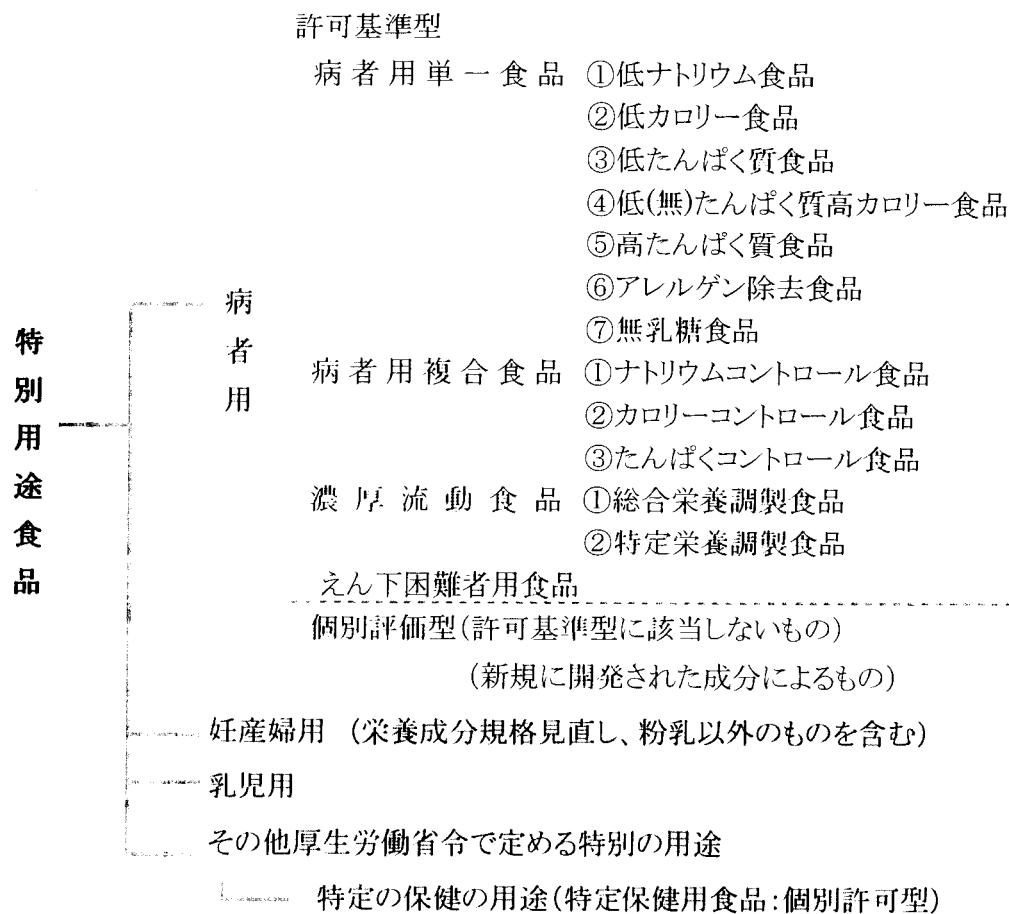 特別用途食品
病者用
許可基準型
病者用単一食品 ①低ナトリウム食品
②低カロリー食品
③低たんぱく質食品
④低(無)たんぱく質高カロリー食品
⑤高たんぱく質食品
⑥アレルゲン除去食品
⑦無乳糖食品
病者用複合食品 ①ナトリウムコントロール食品
②カロリーコントロール食品
③たんぱくコントロール食品
濃厚流動食品 ①総合栄養調製食品
②特定栄養調製食品
えん下困難者用食品
個別評価型(許可基準型に該当しないもの)
(新規に開発された成分によるもの)
妊産婦用 (栄養成分規格見直し、粉乳以外のものを含む)
乳児用
その他厚生労働省令で定める特別の用途
特定の保健の用途(特定保健用食品:個別許可型)